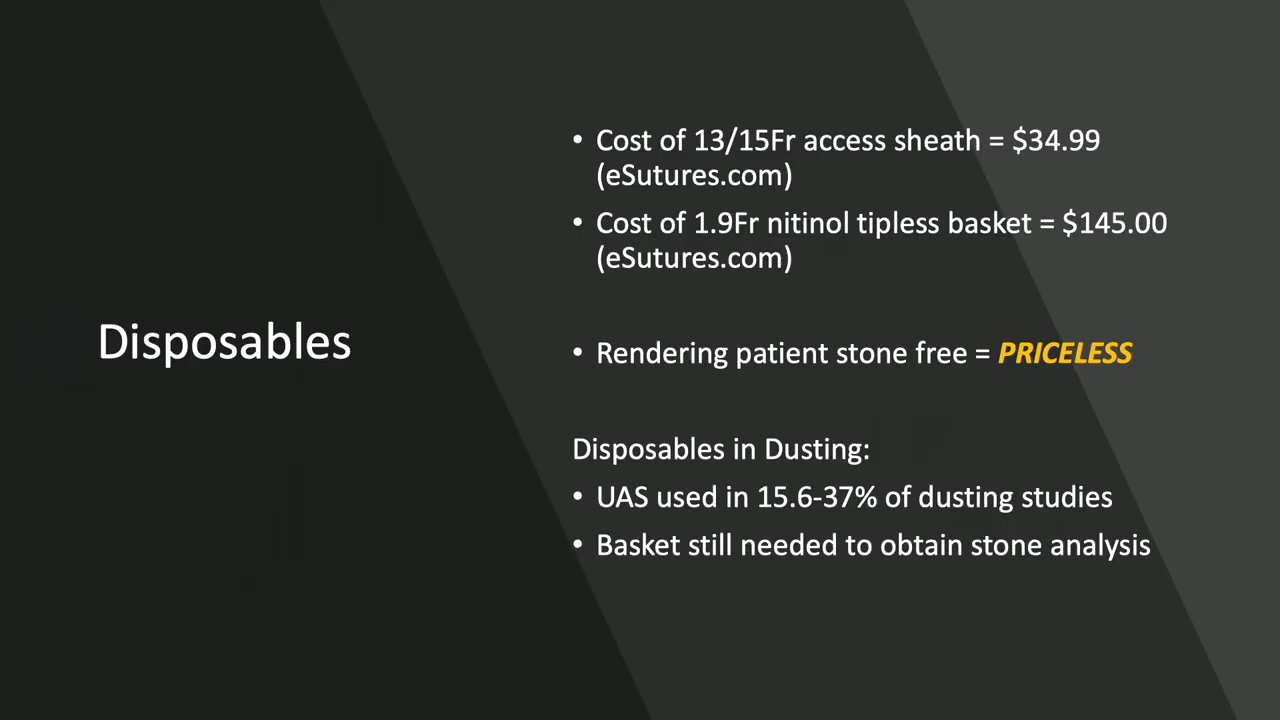 Disposables
• Cost of 13/15Fr access sheath = $34.99
(eSutures.com)
• Cost of 1.9Fr nitinol tipless basket = $145.00
(eSutures.com)
• Rendering patient stone free = PRICELESS
Disposables in Dusting:
• UAS used in 15.6-37% of dusting studies
• Basket still needed to obtain stone analysis